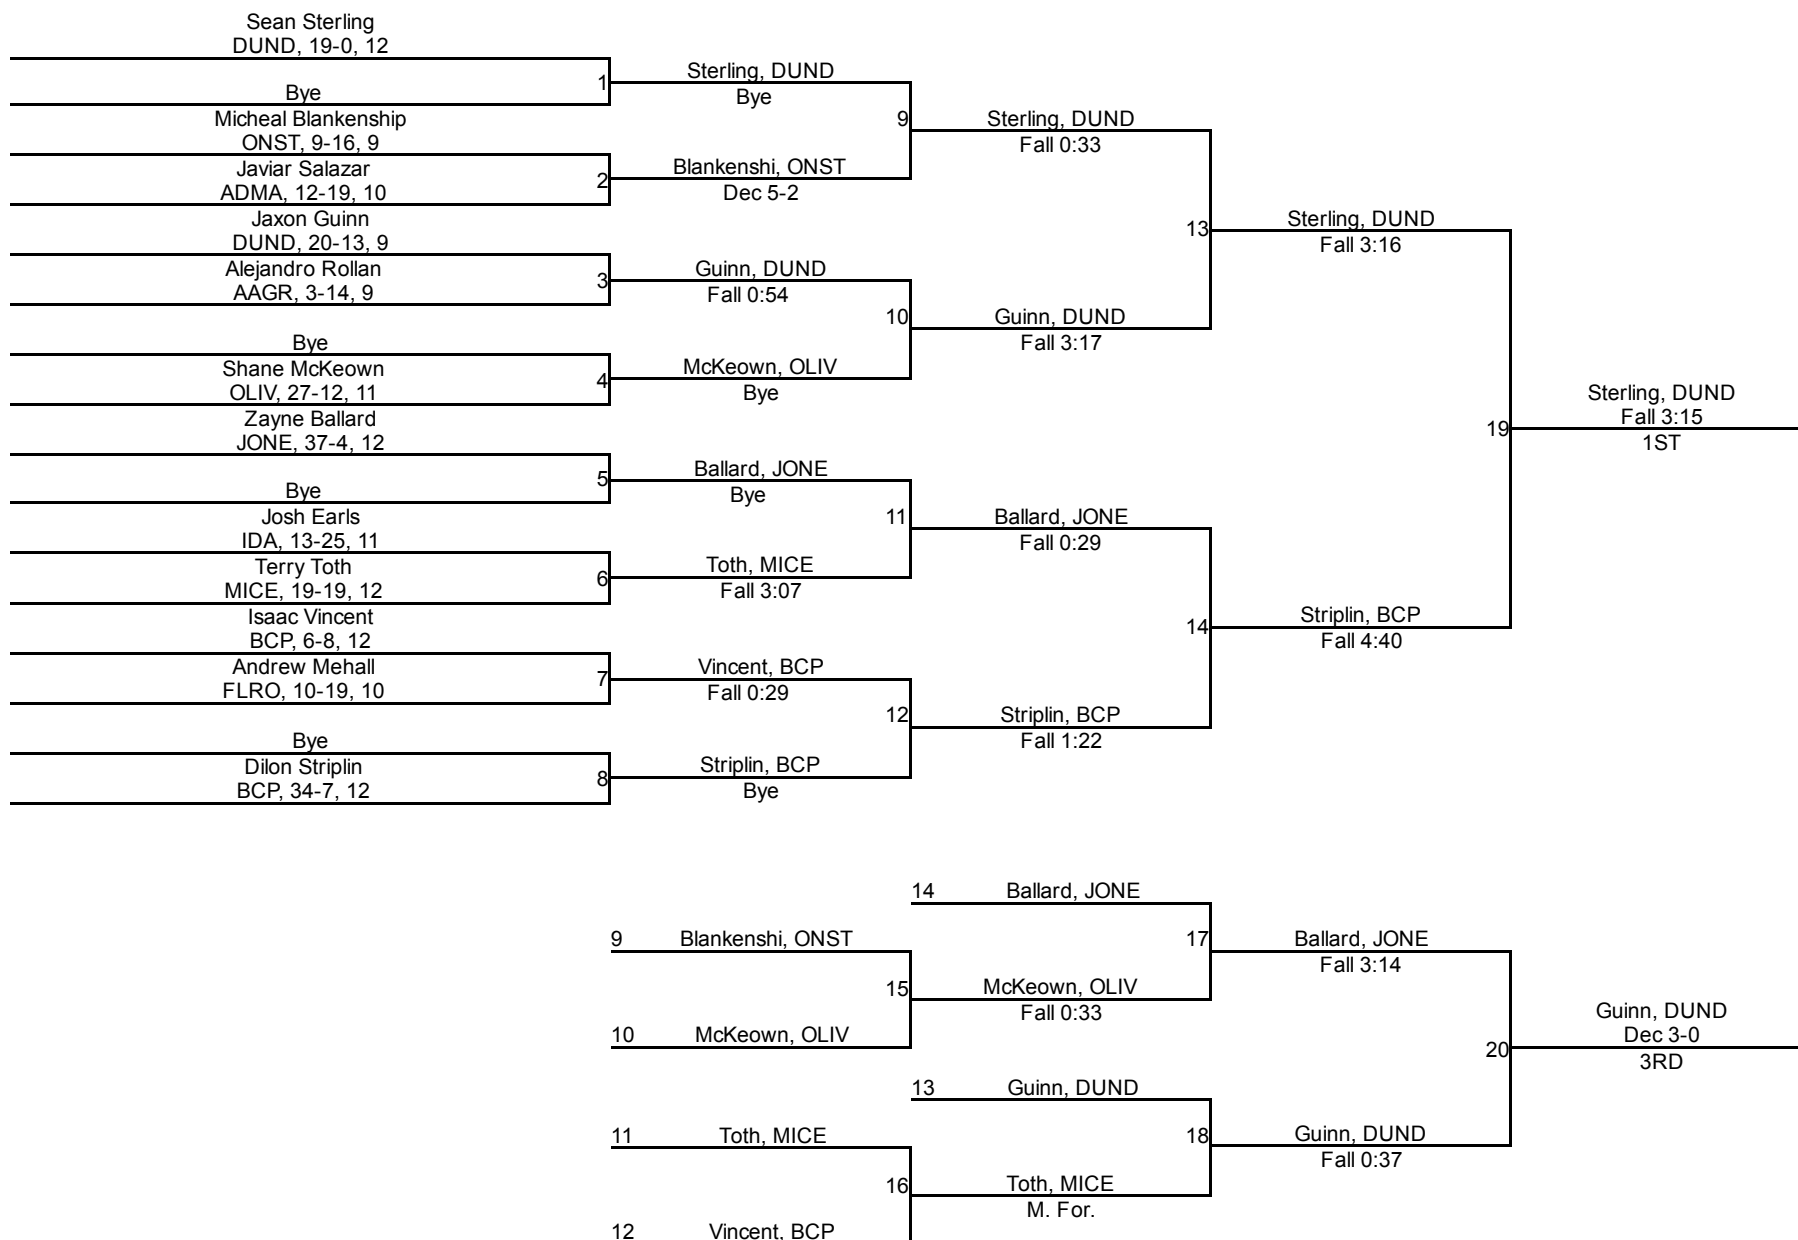 Sean Sterling
DUND, 19-0, 12
Bye
Micheal Blankenship
ONST, 9-16, 9
Javiar Salazar
ADMA, 12-19, 10
Jaxon Guinn
DUND, 20-13, 9
Alejandro Rollan
AAGR, 3-14, 9
Bye
Shane McKeown
OLIV, 27-12, 11
Zayne Ballard
JONE, 37-4, 12
Bye
Josh Earls
IDA, 13-25, 11
Terry Toth
MICE, 19-19, 12
Isaac Vincent
BCP, 6-8, 12
Andrew Mehall
FLRO, 10-19, 10
Bye
Dilon Striplin
BCP, 34-7, 12
1
Sterling, DUND
Bye
2
Blankenshi, ONST
Dec 5-2
3
Guinn, DUND
Fall 0:54
4
McKeown, OLIV
Bye
5
Ballard, JONE
Bye
6
Toth, MICE
Fall 3:07
7
Vincent, BCP
Fall 0:29
8
Striplin, BCP
Bye
9
Sterling, DUND
Fall 0:33
10
Guinn, DUND
Fall 3:17
11
Ballard, JONE
Fall 0:29
12
Striplin, BCP
Fall 1:22
13
Sterling, DUND
Fall 3:16
14
Striplin, BCP
Fall 4:40
19
Sterling, DUND
Fall 3:15
1ST
14 Ballard, JONE
9 Blankenshi, ONST
10 McKeown, OLIV
15
McKeown, OLIV
Fall 0:33
17
Ballard, JONE
Fall 3:14
13 Guinn, DUND
11 Toth, MICE
12 Vincent, BCP
16
Toth, MICE
M. For.
18
Guinn, DUND
Fall 0:37
20
Guinn, DUND
Dec 3-0
3RD